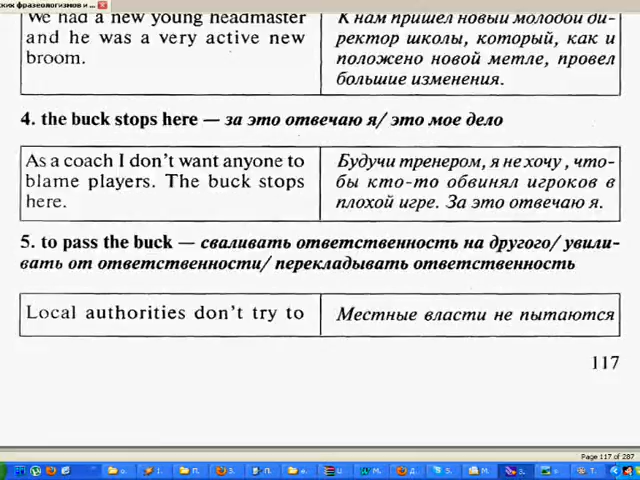 ских фразеологизмов и ...
We had a new young headmaster
and he was a very active new
broom.
К нам пришел новый молодой ди-
ректор школы, который, как и
положено новой метле, провел
большие изменения.
4. the buck stops here — за это отвечаю я/ это мое дело
As a coach I don't want anyone to
blame players. The buck stops
here.
Будучи тренером, я не хочу , что-
бы кто-то обвинял игроков в
плохой игре. За это отвечаю я.
5. to pass the buck — сваливать ответственность на другого/ увили-
вать от ответственности/ перекладывать ответственность
Local authorities don't try to
Местные власти не пытаются
117
Page 117 of 287